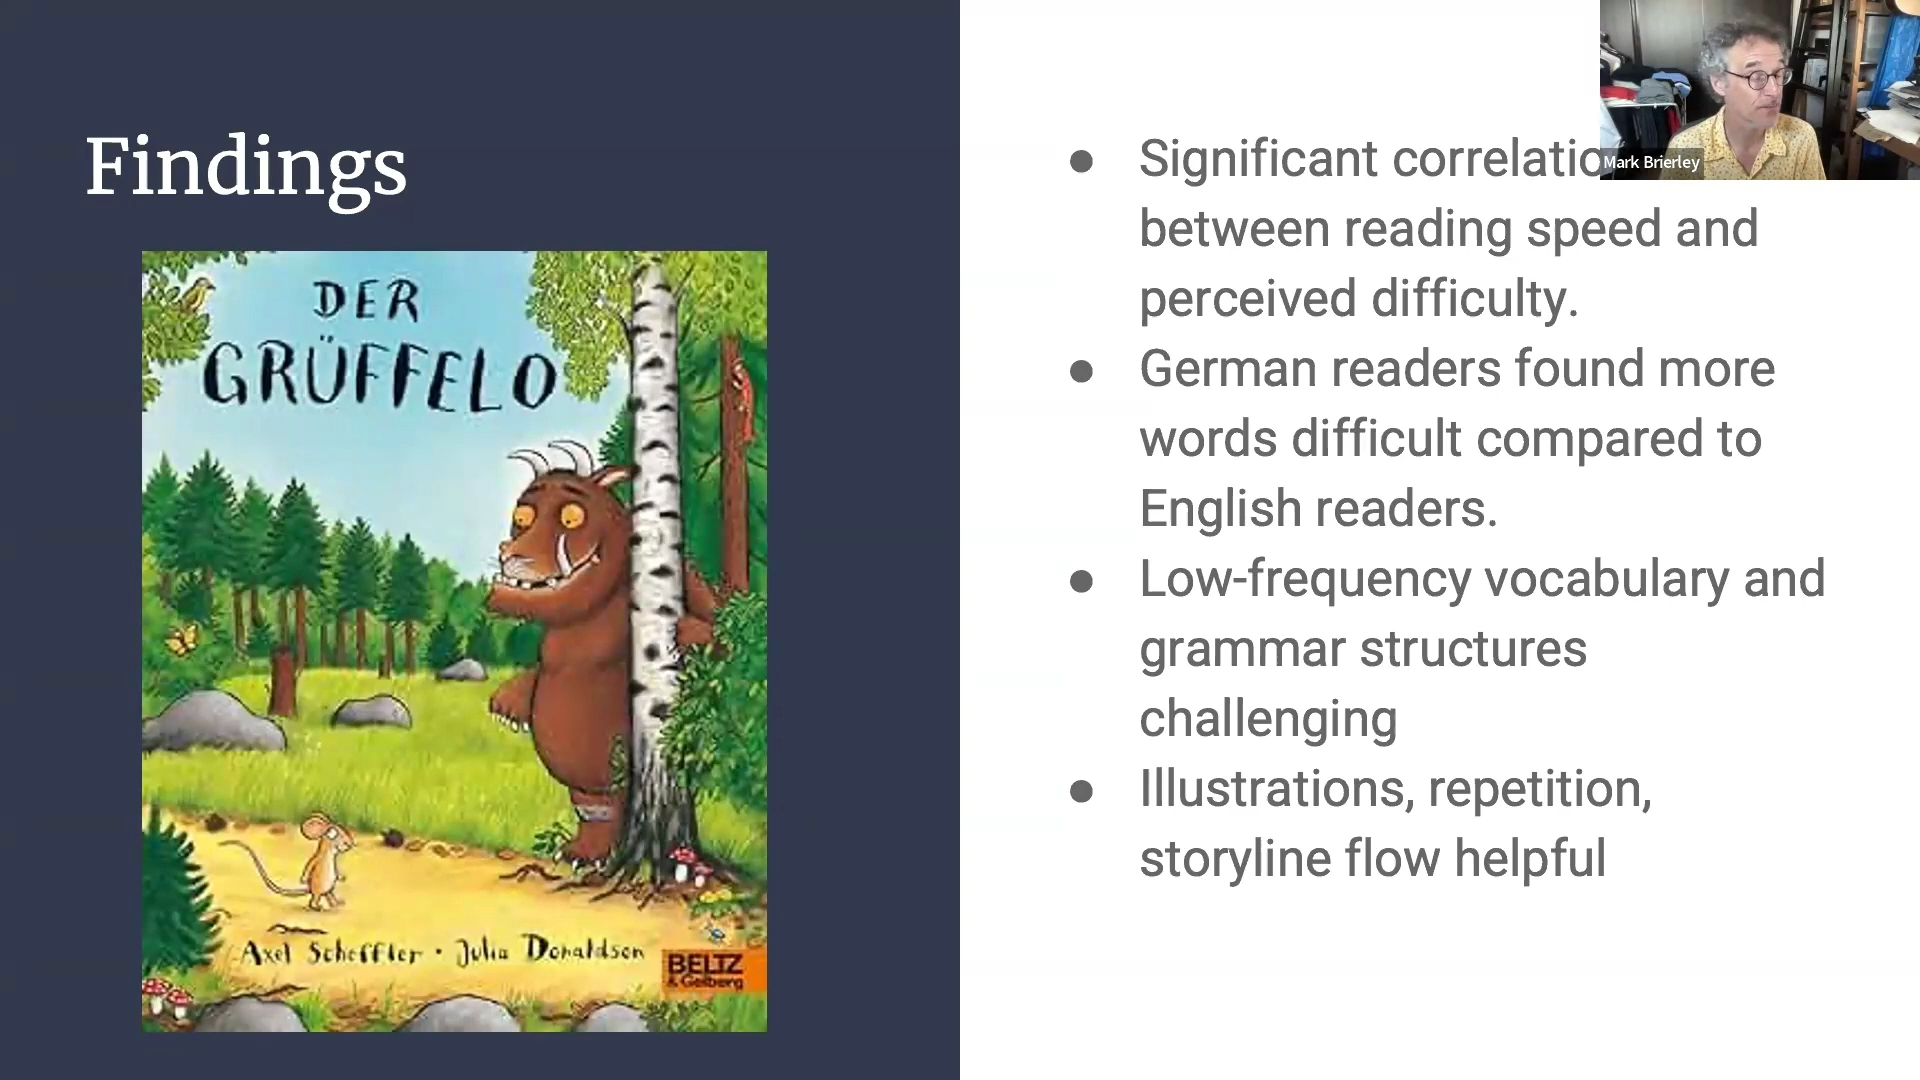 Findings
DER
GRÜFFELO
Axel Scheffler · Julia Donaldson
BELTZ
& Gelberg
Significant correlatio
between reading speed and
perceived difficulty.
German readers found more
words difficult compared to
English readers.
Low-frequency vocabulary and
grammar structures
challenging
Illustrations, repetition,
storyline flow helpful
Mark Brierley